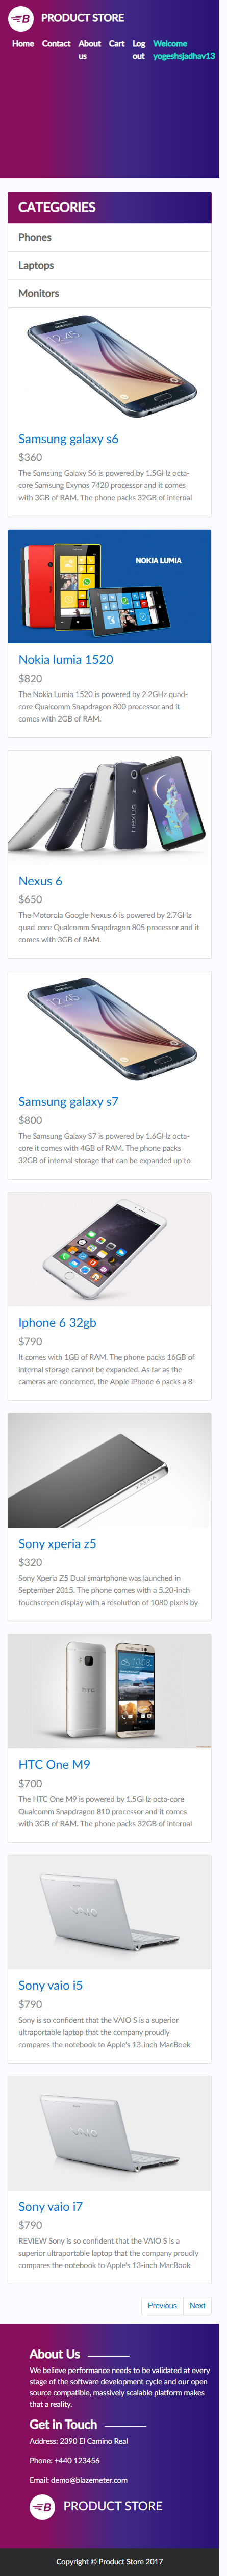 PRODUCT STORE
Home Contact About us Cart Log out Welcome yogeshsjadhav13
CATEGORIES
Phones
Laptops
Monitors
Samsung galaxy s6
$360
The Samsung Galaxy S6 is powered by 1.5GHz octa-
core Samsung Exynos 7420 processor and it comes
with 3GB of RAM. The phone packs 32GB of internal
NOKIA LUMIA
Nokia lumia 1520
$820
The Nokia Lumia 1520 is powered by 2.2GHz quad-
core Qualcomm Snapdragon 800 processor and it
comes with 2GB of RAM.
nexus
Nexus 6
$650
The Motorola Google Nexus 6 is powered by 2.7GHz
quad-core Qualcomm Snapdragon 805 processor and it
comes with 3GB of RAM.
Samsung galaxy s7
$800
The Samsung Galaxy S7 is powered by 1.6GHz octa-
core it comes with 4GB of RAM. The phone packs
32GB of internal storage that can be expanded up to
Iphone 6 32gb
$790
It comes with 1GB of RAM. The phone packs 16GB of
internal storage cannot be expanded. As far as the
cameras are concerned, the Apple iPhone 6 packs a 8-
XPERIA
Sony xperia z5
$320
Sony Xperia Z5 Dual smartphone was launched in
September 2015. The phone comes with a 5.20-inch
touchscreen display with a resolution of 1080 pixels by
hTC
HTC One M9
$700
The HTC One M9 is powered by 1.5GHz octa-core
Qualcomm Snapdragon 810 processor and it comes
with 3GB of RAM. The phone packs 32GB of internal
VAIO
Sony vaio i5
$790
Sony is so confident that the VAIO S is a superior
ultraportable laptop that the company proudly
compares the notebook to Apple's 13-inch MacBook
VAIO
Sony vaio i7
$790
REVIEW Sony is so confident that the VAIO S is a
superior ultraportable laptop that the company proudly
compares the notebook to Apple's 13-inch MacBook
Previous Next
About Us
We believe performance needs to be validated at every
stage of the software development cycle and our open
source compatible, massively scalable platform makes
that a reality.
Get in Touch
Address: 2390 El Camino Real
Phone: +440 123456
Email: demo@blazemeter.com
PRODUCT STORE
Copyright © Product Store 2017